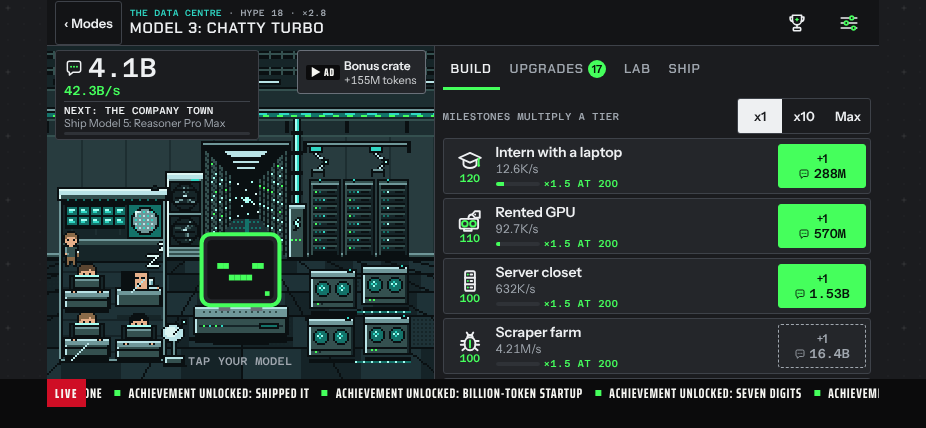 ‹ Modes
THE DATA CENTRE · HYPE 18 · ×2.8
MODEL 3: CHATTY TURBO
4.1B
42.3B/s
NEXT: THE COMPANY TOWN
Ship Model 5: Reasoner Pro Max
▶ AD
Bonus crate
+155M tokens
Z
z
TAP YOUR MODEL
BUILD
UPGRADES 17
LAB
SHIP
MILESTONES MULTIPLY A TIER
x1
x10
Max
Intern with a laptop
12.6K/s
120
×1.5 AT 200
+1
288M
Rented GPU
92.7K/s
110
×1.5 AT 200
+1
570M
Server closet
632K/s
100
×1.5 AT 200
+1
1.53B
Scraper farm
4.21M/s
100
×1.5 AT 200
+1
16.4B
LIVE
ONE ■ ACHIEVEMENT UNLOCKED: SHIPPED IT ■ ACHIEVEMENT UNLOCKED: BILLION-TOKEN STARTUP ■ ACHIEVEMENT UNLOCKED: SEVEN DIGITS ■ ACHIEVEM